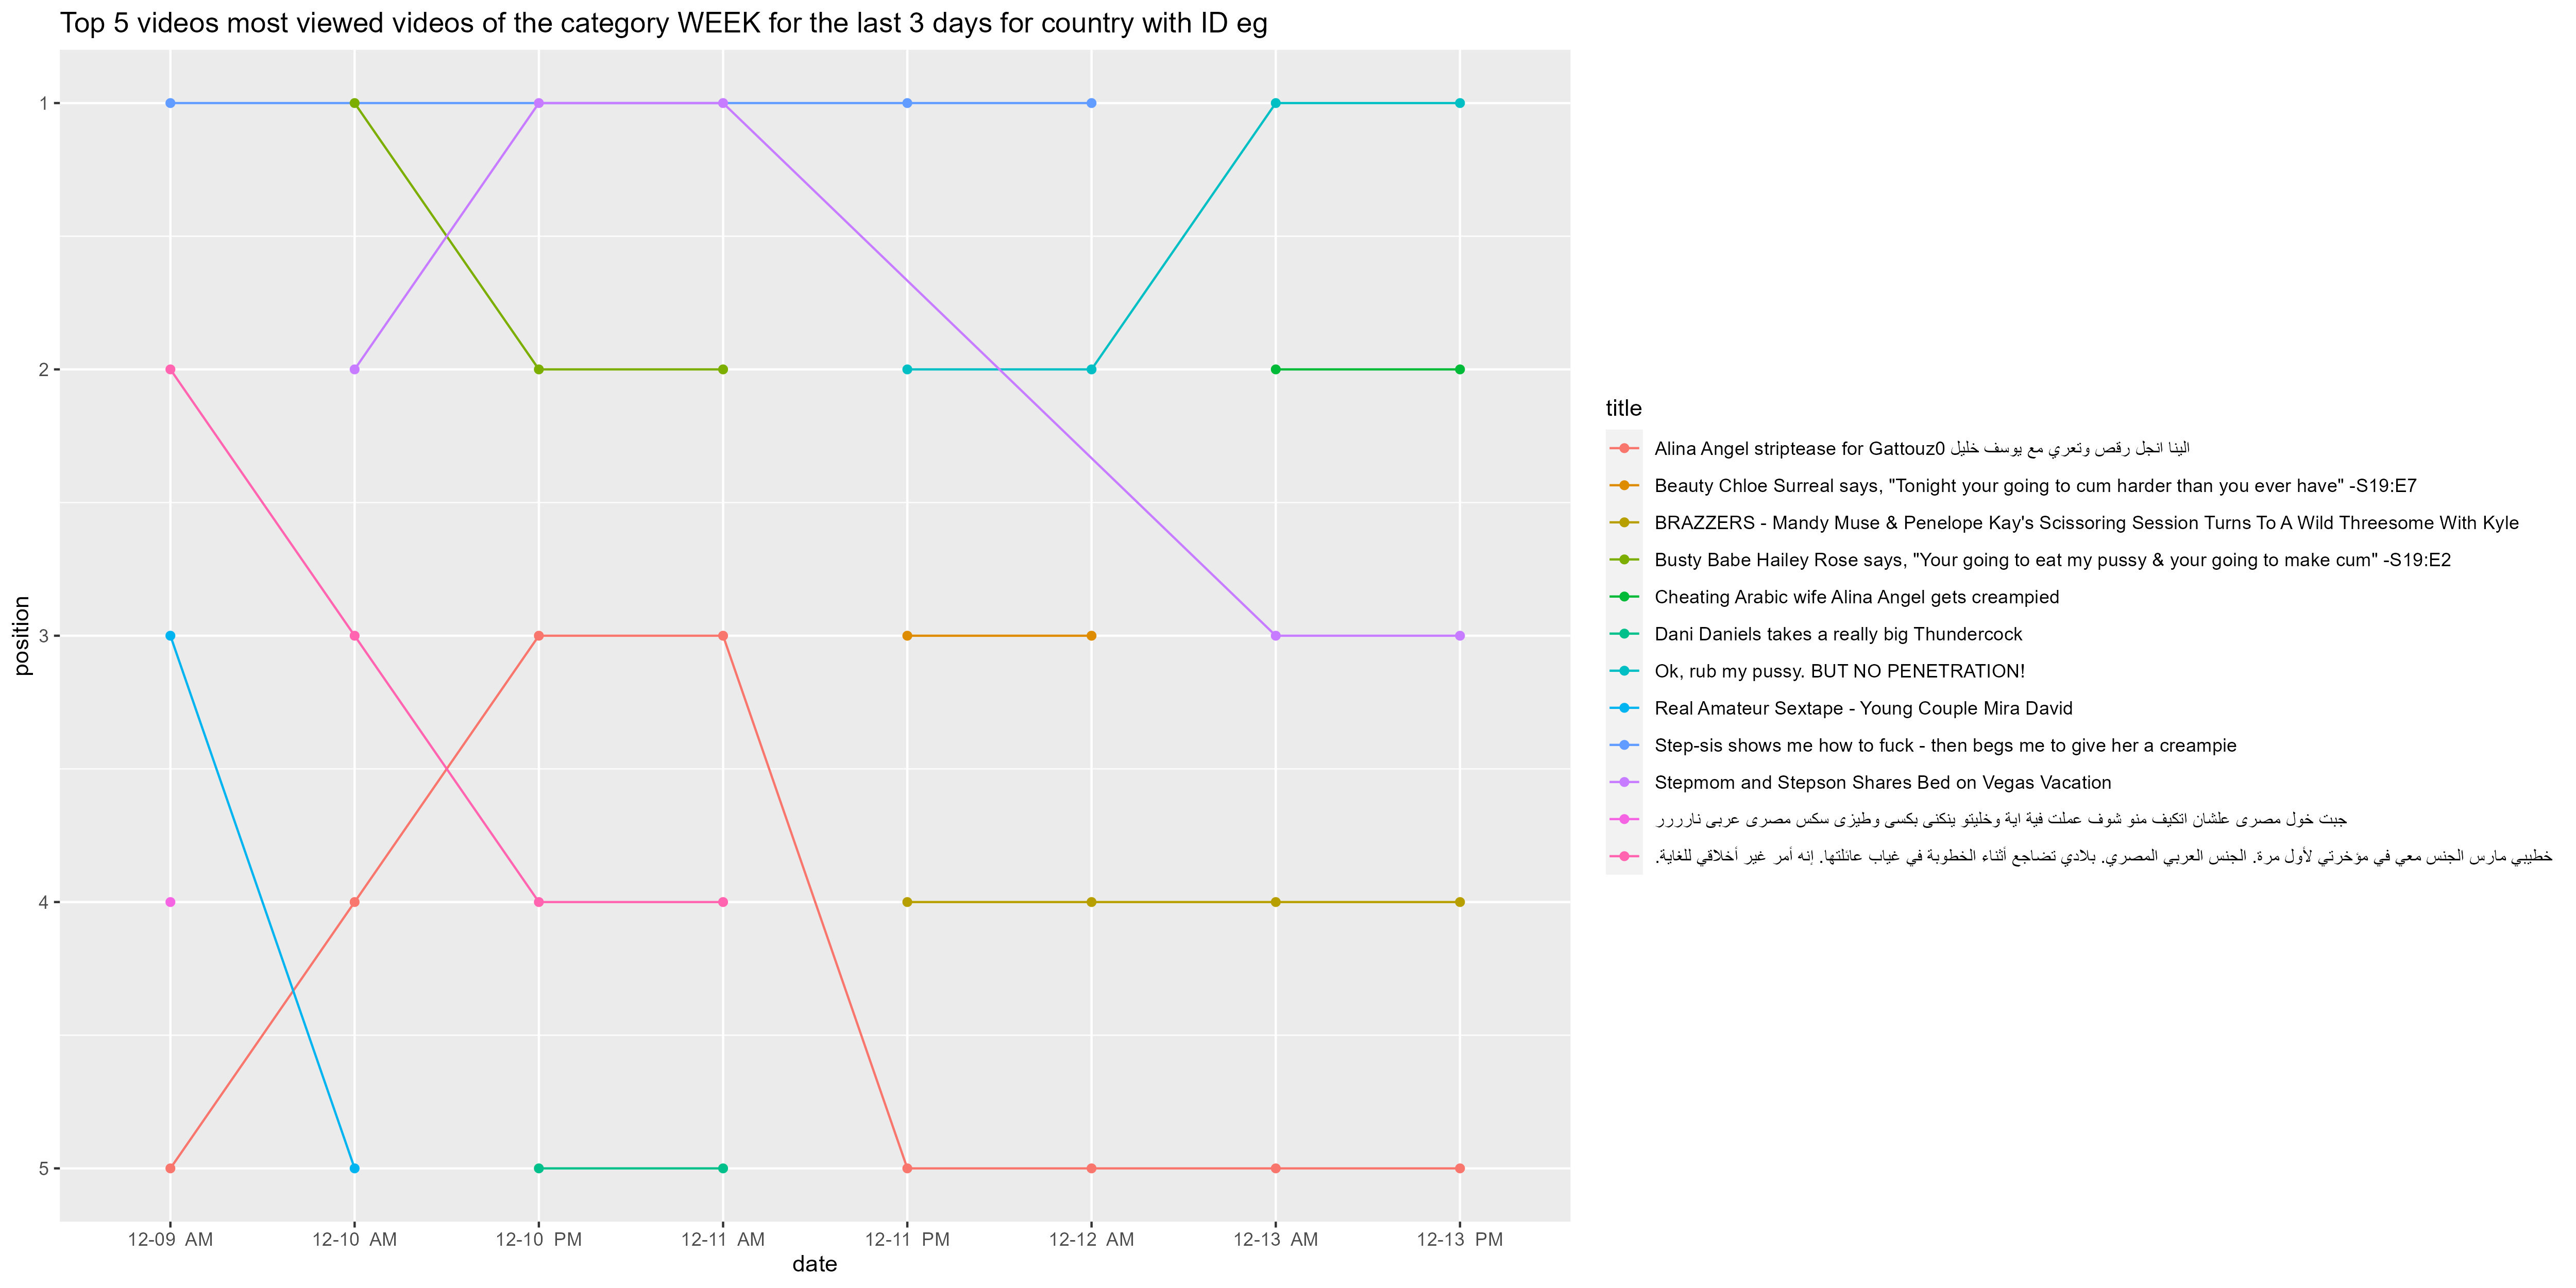 Top 5 videos most viewed videos of the category WEEK for the last 3 days for country with ID eg
position
1
2
3
4
5
12-09 AM
12-10 AM
12-10 PM
12-11 AM
12-11 PM
12-12 AM
12-13 AM
12-13 PM
date
title
Alina Angel striptease for Gattouz0 الينا انجل رقص وتعري مع يوسف خليل
Beauty Chloe Surreal says, "Tonight your going to cum harder than you ever have" -S19:E7
BRAZZERS - Mandy Muse & Penelope Kay's Scissoring Session Turns To A Wild Threesome With Kyle
Busty Babe Hailey Rose says, "Your going to eat my pussy & your going to make cum" -S19:E2
Cheating Arabic wife Alina Angel gets creampied
Dani Daniels takes a really big Thundercock
Ok, rub my pussy. BUT NO PENETRATION!
Real Amateur Sextape - Young Couple Mira David
Step-sis shows me how to fuck - then begs me to give her a creampie
Stepmom and Stepson Shares Bed on Vegas Vacation
جبت خول مصرى علشان اتكيف منو شوف عملت فية اية وخليتو ينكنى بكسى وطيزى سكس مصرى عربى نارررر
خطيبي مارس الجنس معي في مؤخرتي لأول مرة. الجنس العربي المصري. بلادي تضاجع أثناء الخطوبة في غياب عائلتها. إنه أمر غير أخلاقي للغاية.